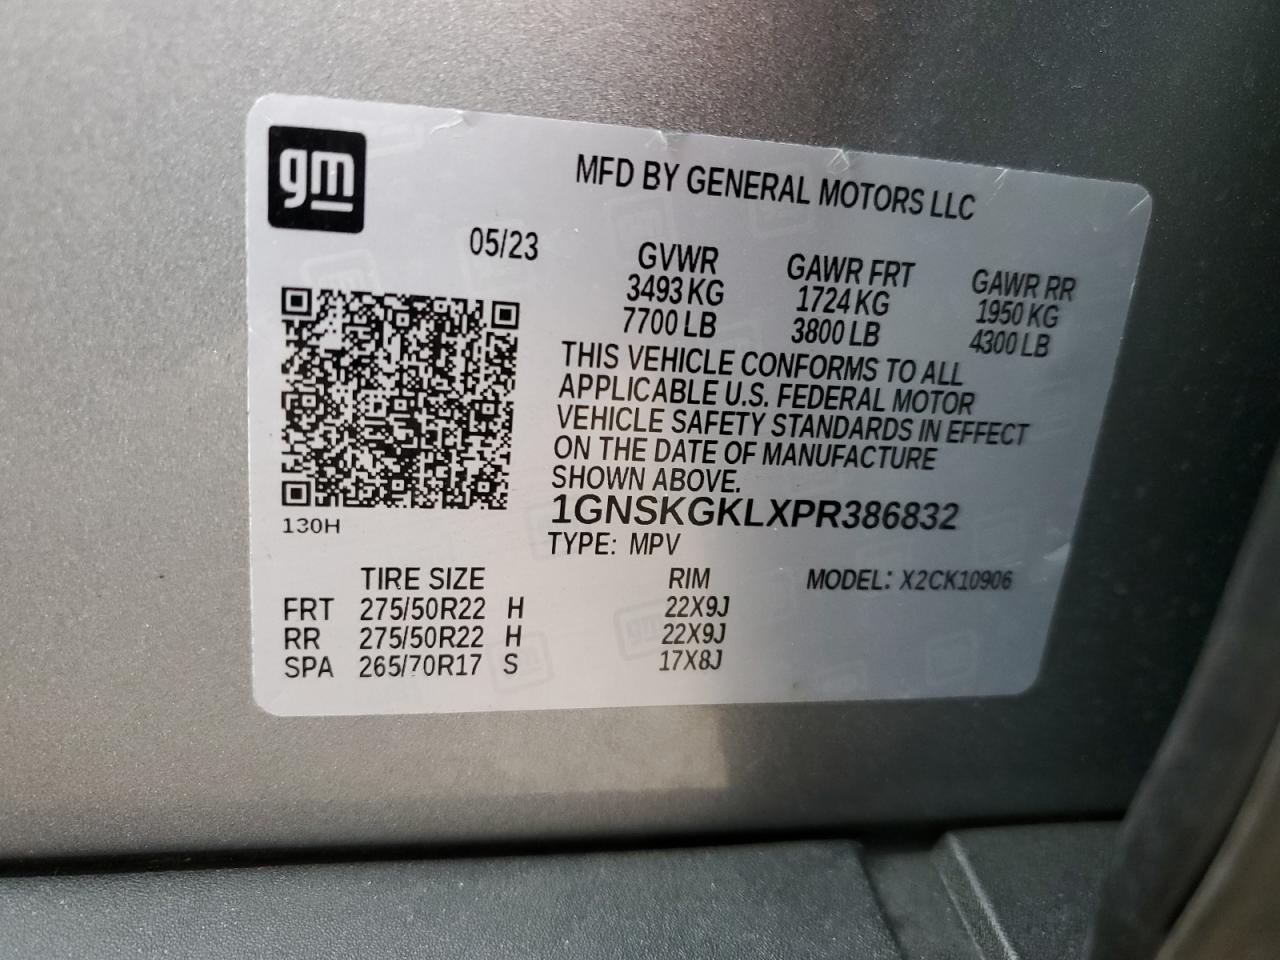 gm
MFD BY GENERAL MOTORS LLC
05/23
GVWR GAWR FRT GAWR RR
3493 KG 1724 KG 1950 KG
7700 LB 3800 LB 4300 LB
THIS VEHICLE CONFORMS TO ALL
APPLICABLE U.S. FEDERAL MOTOR
VEHICLE SAFETY STANDARDS IN EFFECT
ON THE DATE OF MANUFACTURE
SHOWN ABOVE.
1GNSKGKLXPR386832
130H
TYPE: MPV
TIRE SIZE RIM MODEL: X2CK10906
FRT 275/50R22 H 22X9J
RR 275/50R22 H 22X9J
SPA 265/70R17 S 17X8J